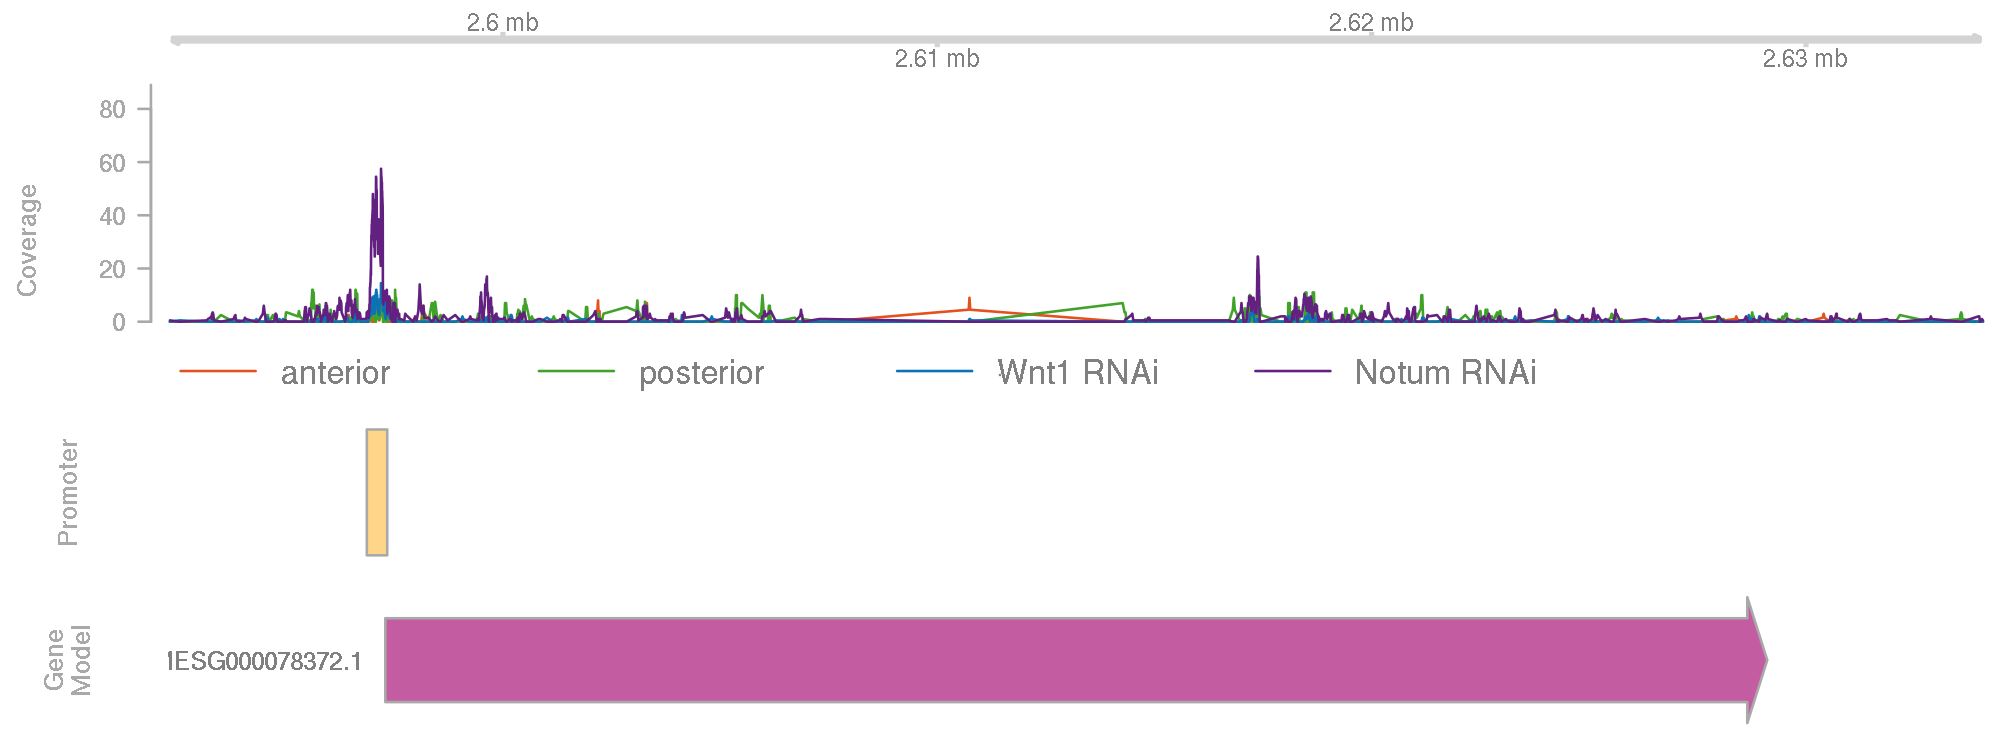 2.6 mb
2.62 mb
2.61 mb
2.63 mb
80
60
40
20
0
Coverage
anterior posterior Wnt1 RNAi Notum RNAi
Promoter
Gene
Model
IESG000078372.1